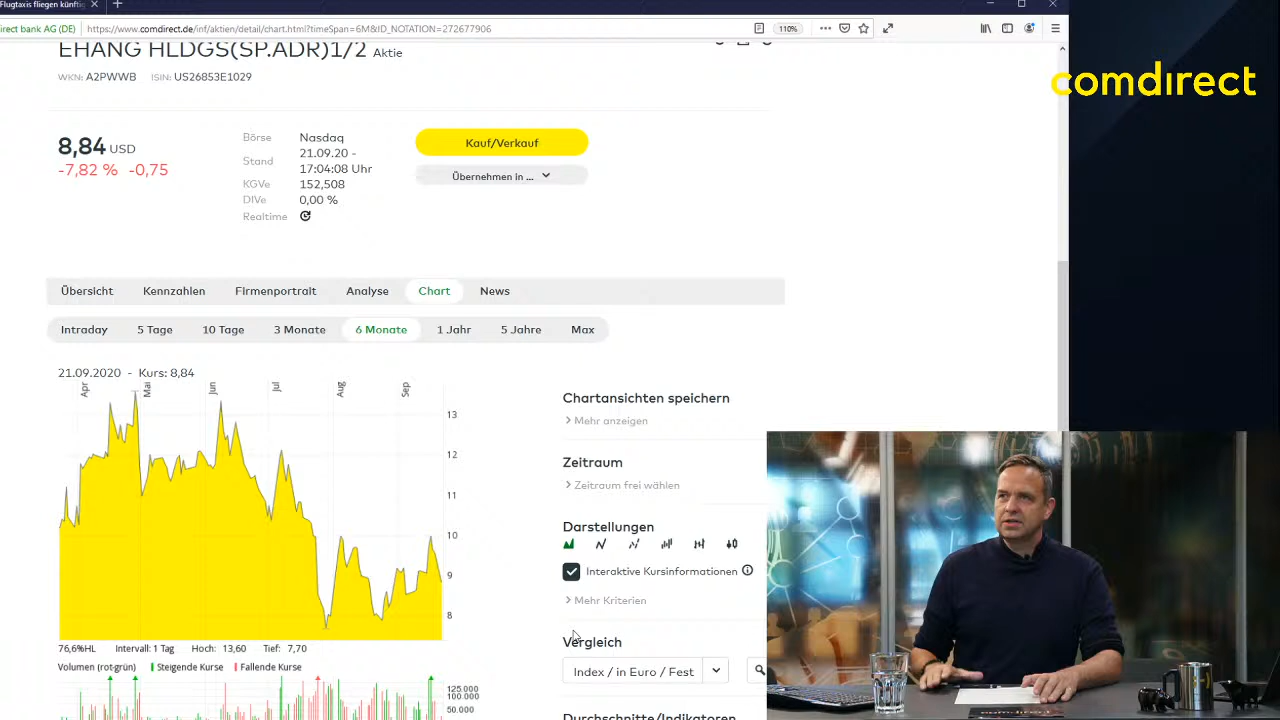 Flugtaxis fliegen künftig
irect bank AG (DE)
https://www.comdirect.de/inf/aktien/detail/chart.html?timeSpan=6M&ID_NOTATION=272677906
110%
EHANG HLDGS(SP.ADR)1/2 Aktie
WKN: A2PWWB ISIN: US26853E1029
comdirect
8,84 USD
-7,82 % -0,75
Börse Nasdaq
Stand 21.09.20 -
17:04:08 Uhr
KGVe 152,508
DIVe 0,00 %
Realtime
Kauf/Verkauf
Übernehmen in ...
Übersicht Kennzahlen Firmenportrait Analyse Chart News
Intraday 5 Tage 10 Tage 3 Monate 6 Monate 1 Jahr 5 Jahre Max
21.09.2020 - Kurs: 8,84
Apr Mai Jun Jul Aug Sep
13
12
11
10
9
8
76,6%HL Intervall: 1 Tag Hoch: 13,60 Tief: 7,70
Volumen (rot-grün) Steigende Kurse Fallende Kurse
125.000
100.000
50.000
Chartansichten speichern
Mehr anzeigen
Zeitraum
Zeitraum frei wählen
Darstellungen
Interaktive Kursinformationen
Mehr Kriterien
Vergleich
Index / in Euro / Fest
Durchschnitte/Indikatoren